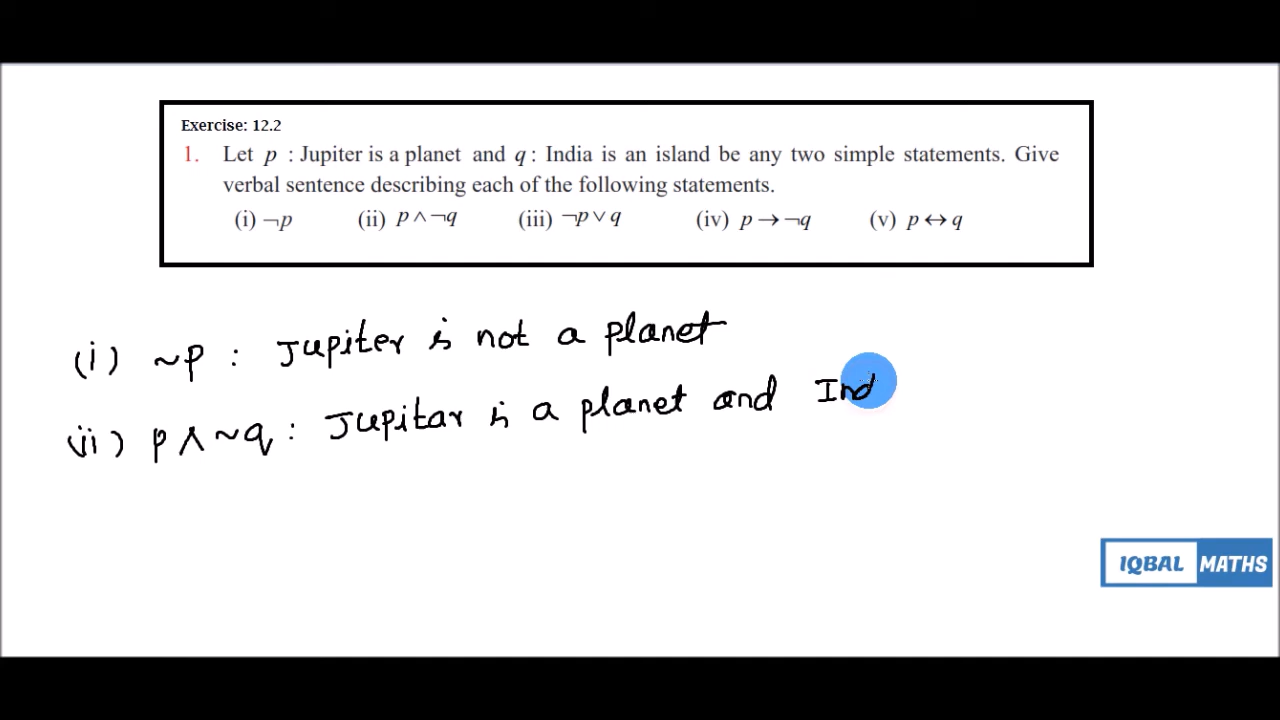 Exercise: 12.2
1. Let p : Jupiter is a planet and q : India is an island be any two simple statements. Give
verbal sentence describing each of the following statements.
(i) ¬p (ii) p ∧ ¬q (iii) ¬p ∨ q (iv) p → ¬q (v) p ↔ q
(i) ~p : Jupiter is not a planet
ii) p ∧ ~q : Jupitar is a planet and Ind
IQBAL MATHS